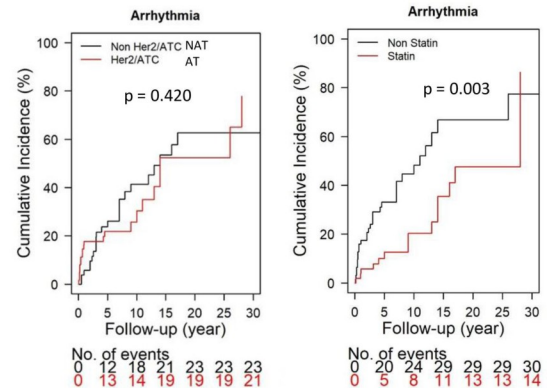 Arrhythmia
Non Her2/ATC NAT
Her2/ATC AT
p = 0.420
Cumulative Incidence (%)
100
80
60
40
20
0
0 5 10 15 20 25 30
Follow-up (year)
No. of events
0 12 18 21 23 23 23
0 13 14 19 19 19 21
Arrhythmia
Non Statin
Statin
p = 0.003
Cumulative Incidence (%)
100
80
60
40
20
0
0 5 10 15 20 25 30
Follow-up (year)
No. of events
0 20 24 29 29 29 30
0 5 8 11 13 13 14